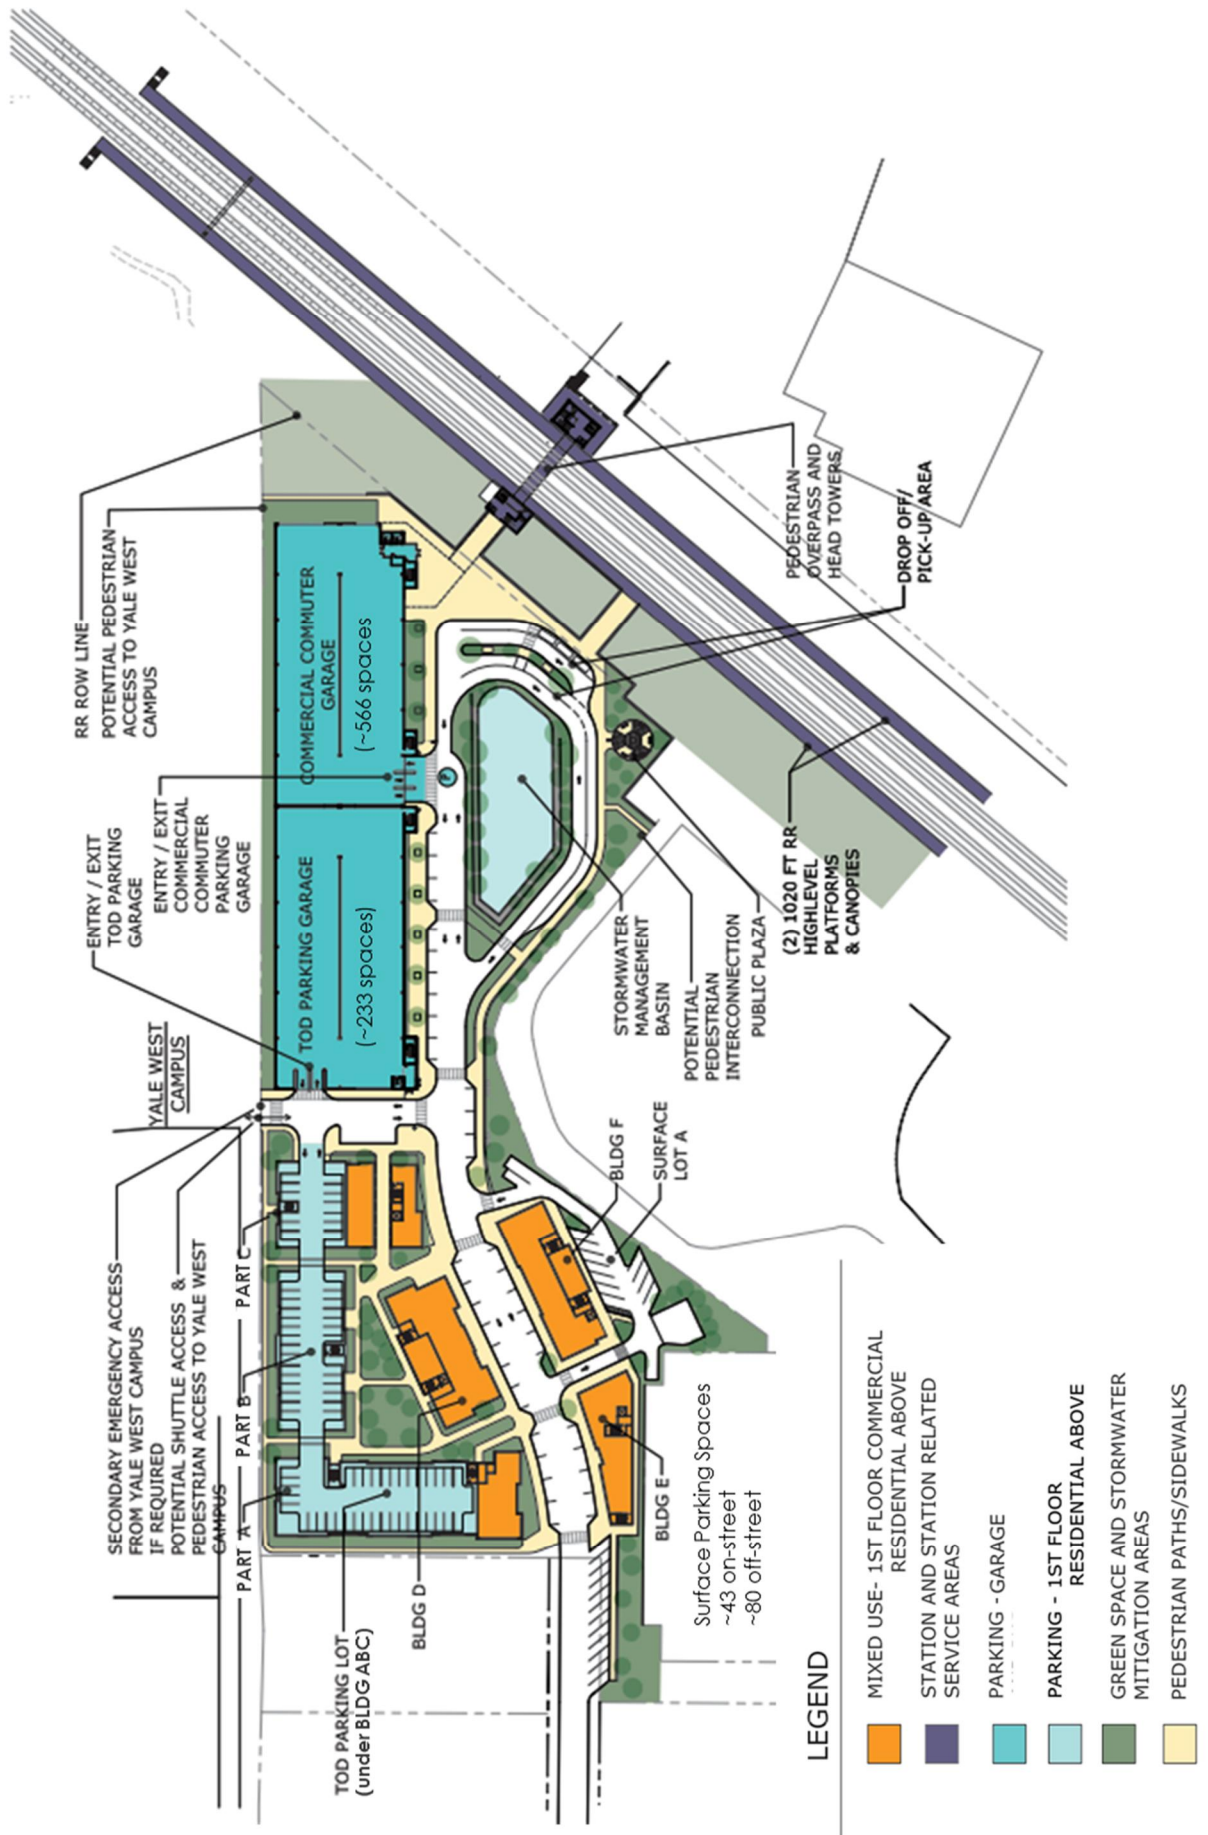 RR ROW LINE
POTENTIAL PEDESTRIAN
ACCESS TO YALE WEST
CAMPUS
ENTRY / EXIT
TOD PARKING
GARAGE
ENTRY / EXIT
COMMERCIAL
COMMUTER
PARKING
GARAGE
YALE WEST
CAMPUS
SECONDARY EMERGENCY ACCESS
FROM YALE WEST CAMPUS
IF REQUIRED
POTENTIAL SHUTTLE ACCESS &
PEDESTRIAN ACCESS TO YALE WEST
CAMPUS
PART A
PART B
PART C
COMMERCIAL COMMUTER
GARAGE
(~566 spaces
TOD PARKING GARAGE
(~233 spaces)
TOD PARKING LOT
(under BLDG ABC)
BLDG D
BLDG E
BLDG F
SURFACE
LOT A
STORMWATER
MANAGEMENT
BASIN
POTENTIAL
PEDESTRIAN
INTERCONNECTION
PUBLIC PLAZA
(2) 1020 FT RR
HIGHLEVEL
PLATFORMS
& CANOPIES
PEDESTRIAN
OVERPASS AND
HEAD TOWERS
DROP OFF/
PICK-UP AREA
Surface Parking Spaces
~43 on-street
~80 off-street
LEGEND
MIXED USE- 1ST FLOOR COMMERCIAL
RESIDENTIAL ABOVE
STATION AND STATION RELATED
SERVICE AREAS
PARKING - GARAGE
PARKING - 1ST FLOOR
RESIDENTIAL ABOVE
GREEN SPACE AND STORMWATER
MITIGATION AREAS
PEDESTRIAN PATHS/SIDEWALKS